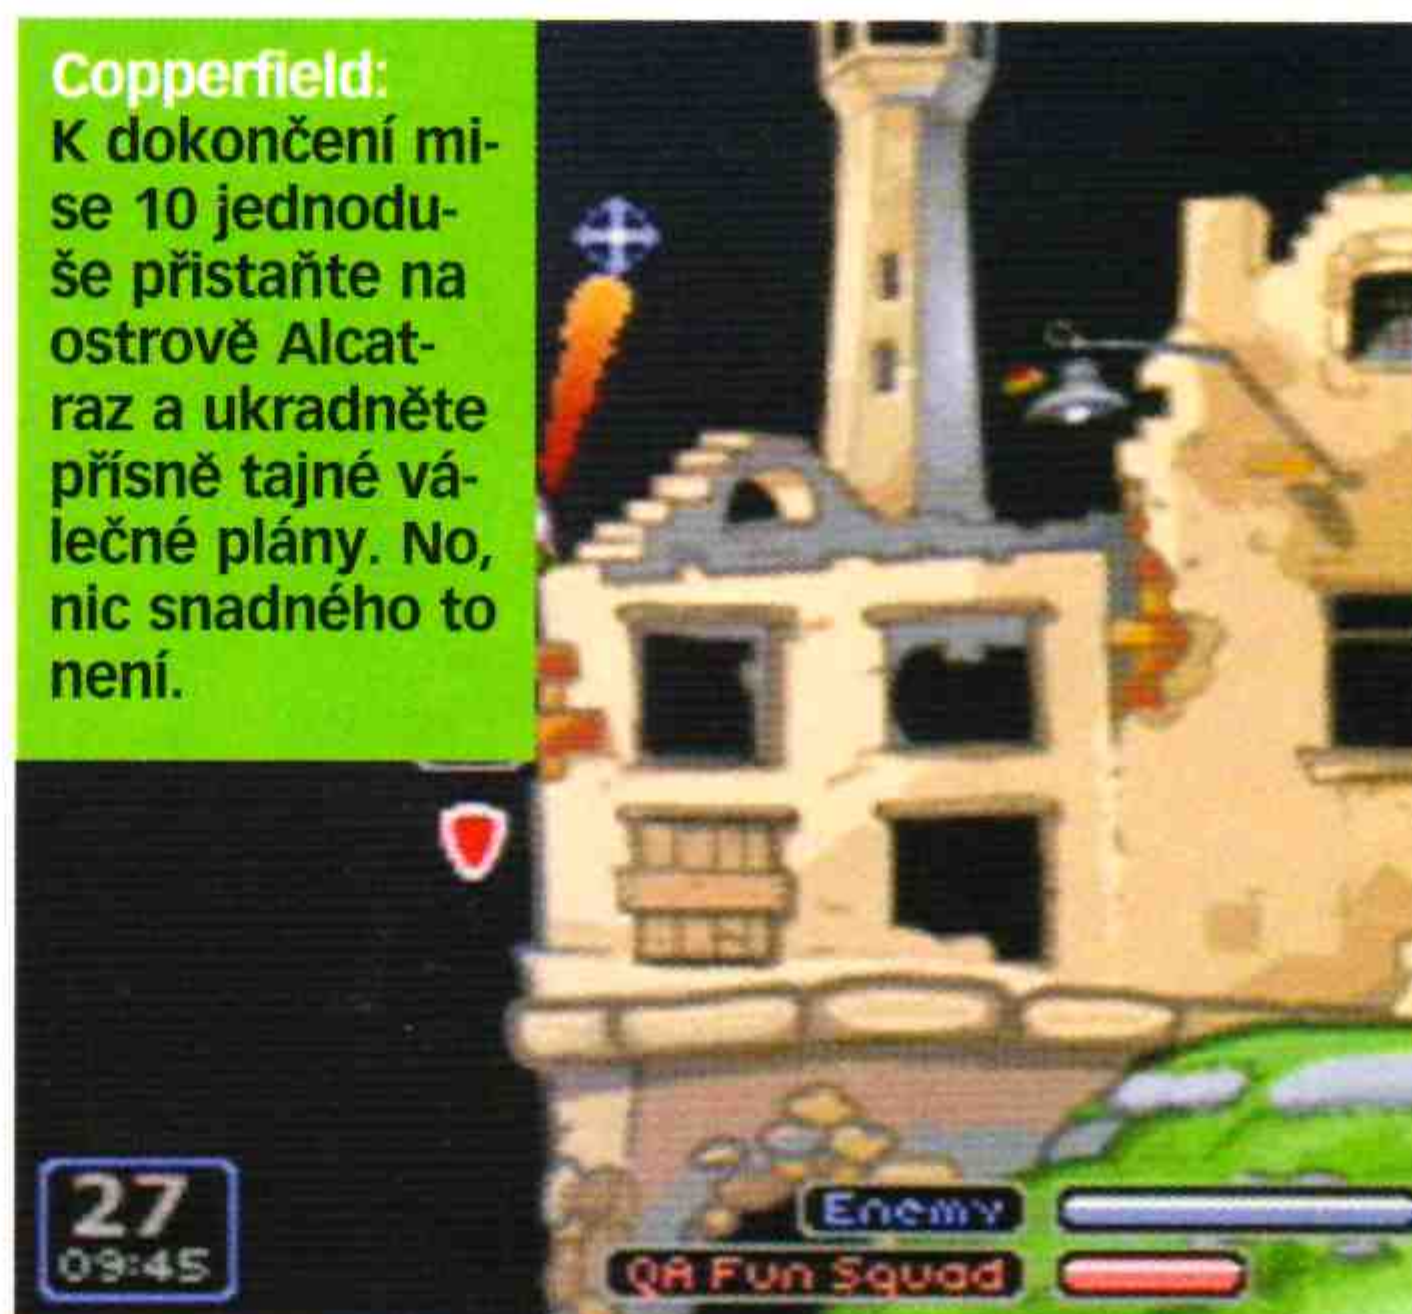 Copperfield:
K dokončení mi-
se 10 jednodu-
še přistaňte na
ostrově Alcat-
raz a ukradněte
přísně tajné vá-
lečné plány. No,
nic snadného to
není.
27
09:45
Enemy
QA Fun Squad